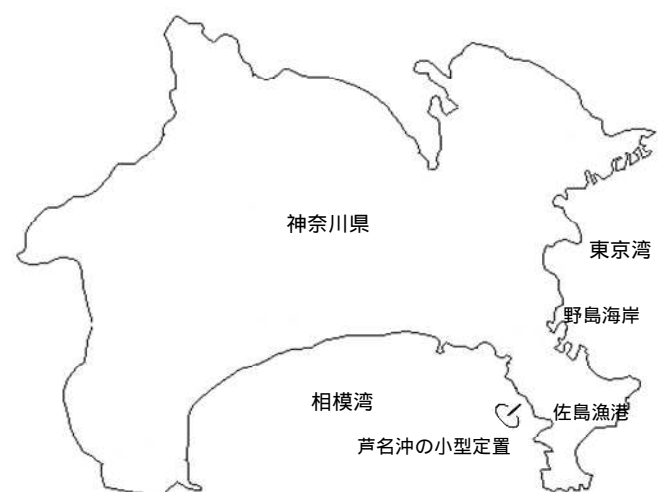 神奈川県
東京湾
野島海岸
相模湾
佐島漁港
芦名沖の小型定置